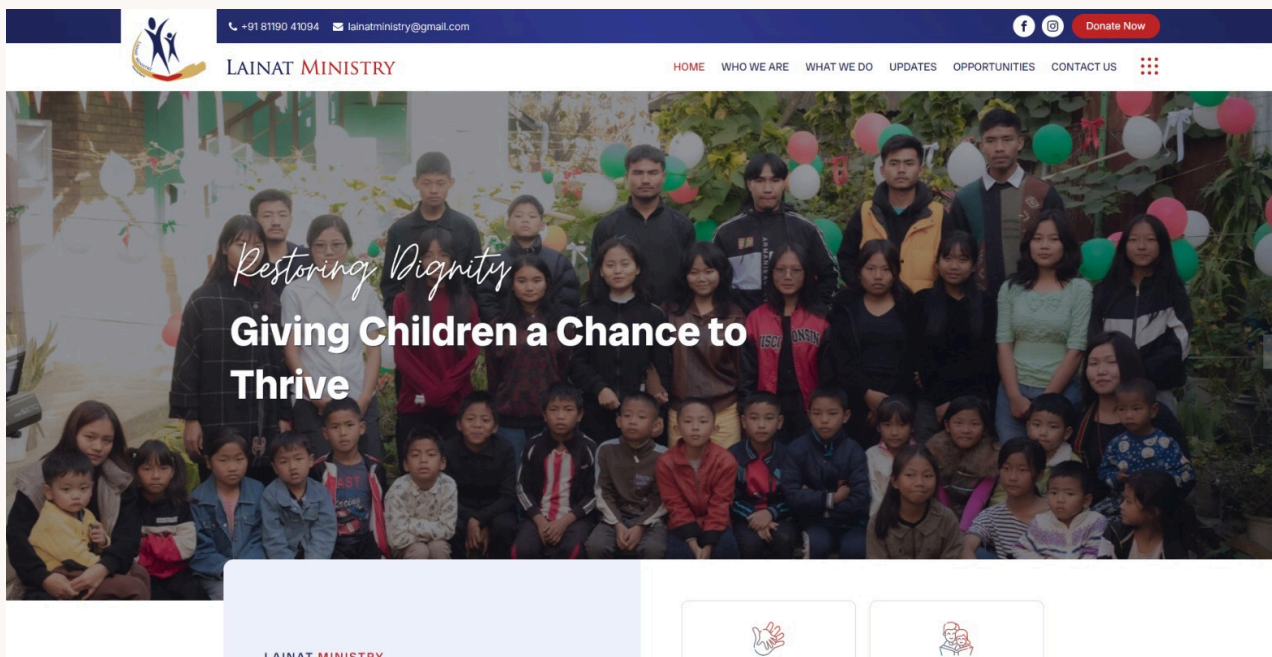 +91 81190 41094 lainatministry@gmail.com
Donate Now
LAINAT MINISTRY
HOME WHO WE ARE WHAT WE DO UPDATES OPPORTUNITIES CONTACT US
Restoring Dignity
Giving Children a Chance to
Thrive
LAINAT MINISTRY